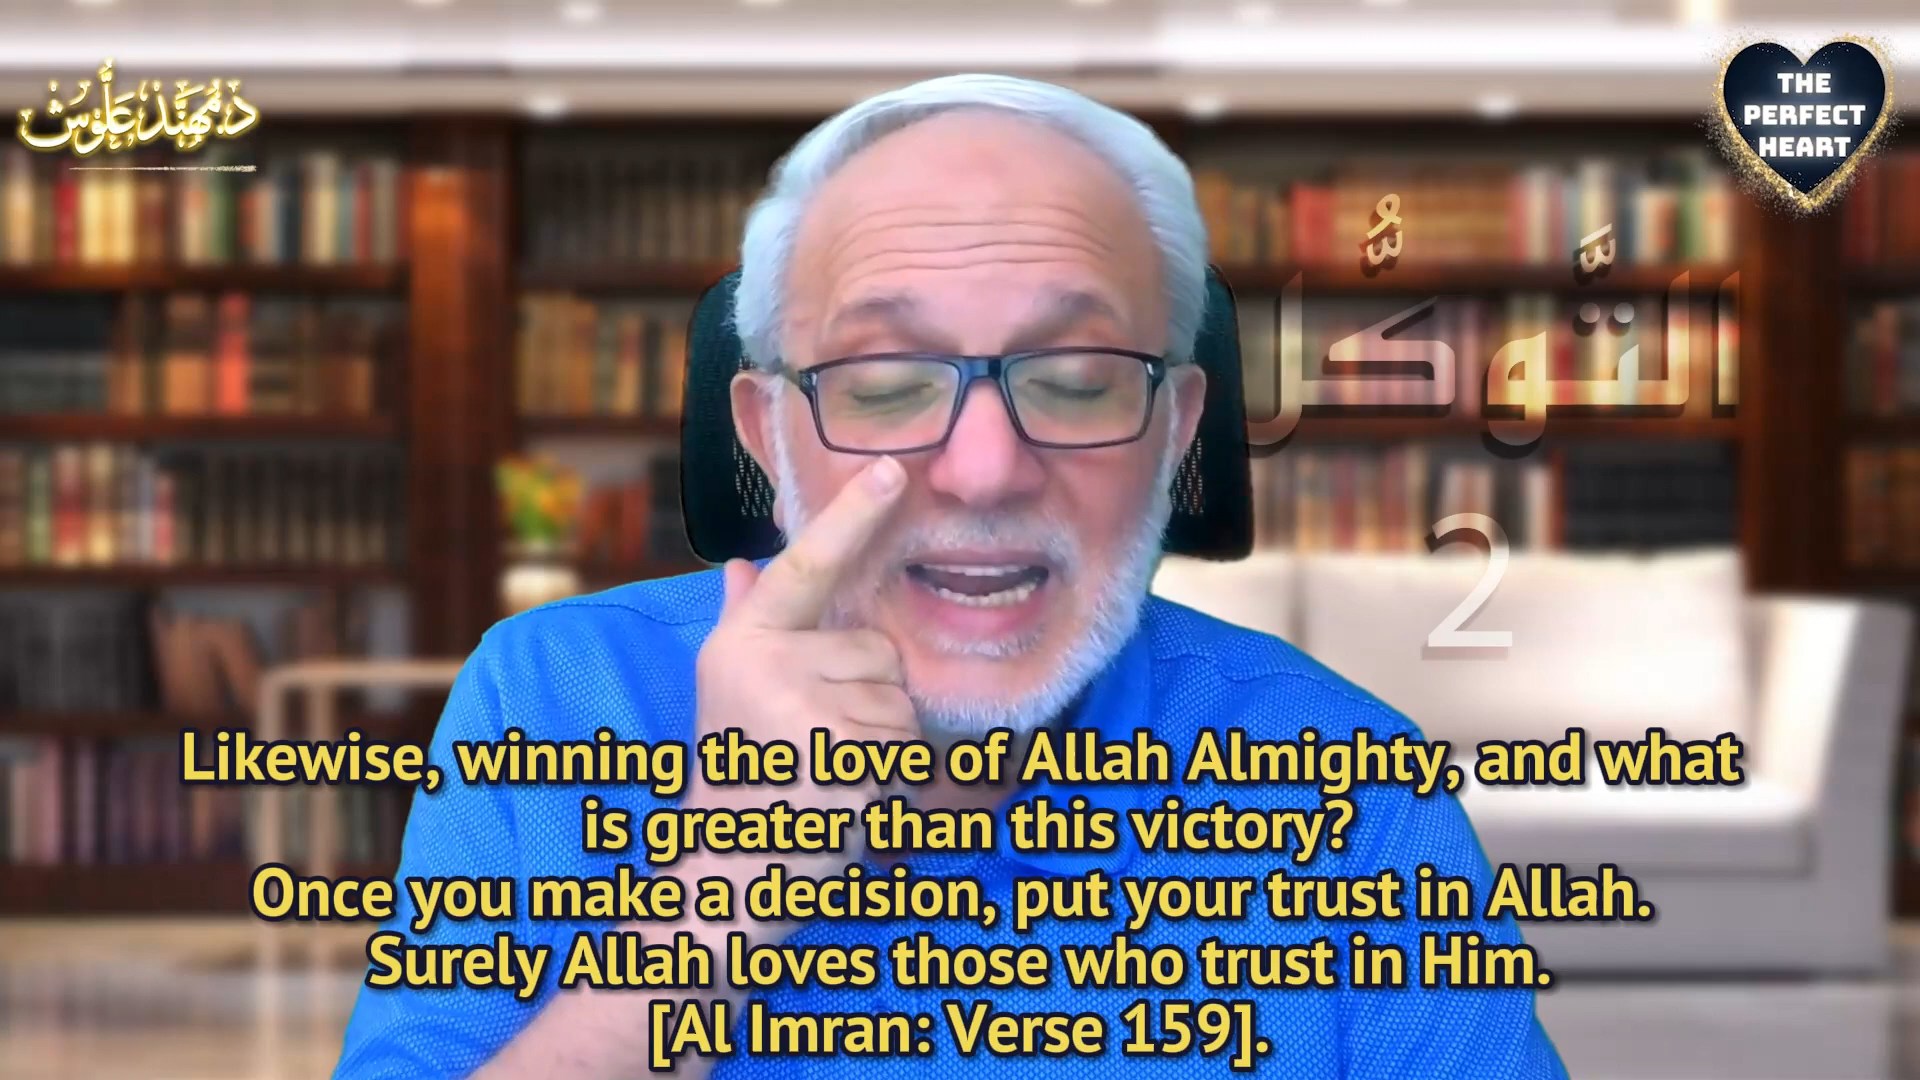 د. مُهَنَّد عَلُّوش
THE
PERFECT
HEART
التَّوكُّل
2
Likewise, winning the love of Allah Almighty, and what
is greater than this victory?
Once you make a decision, put your trust in Allah.
Surely Allah loves those who trust in Him.
[Al Imran: Verse 159].